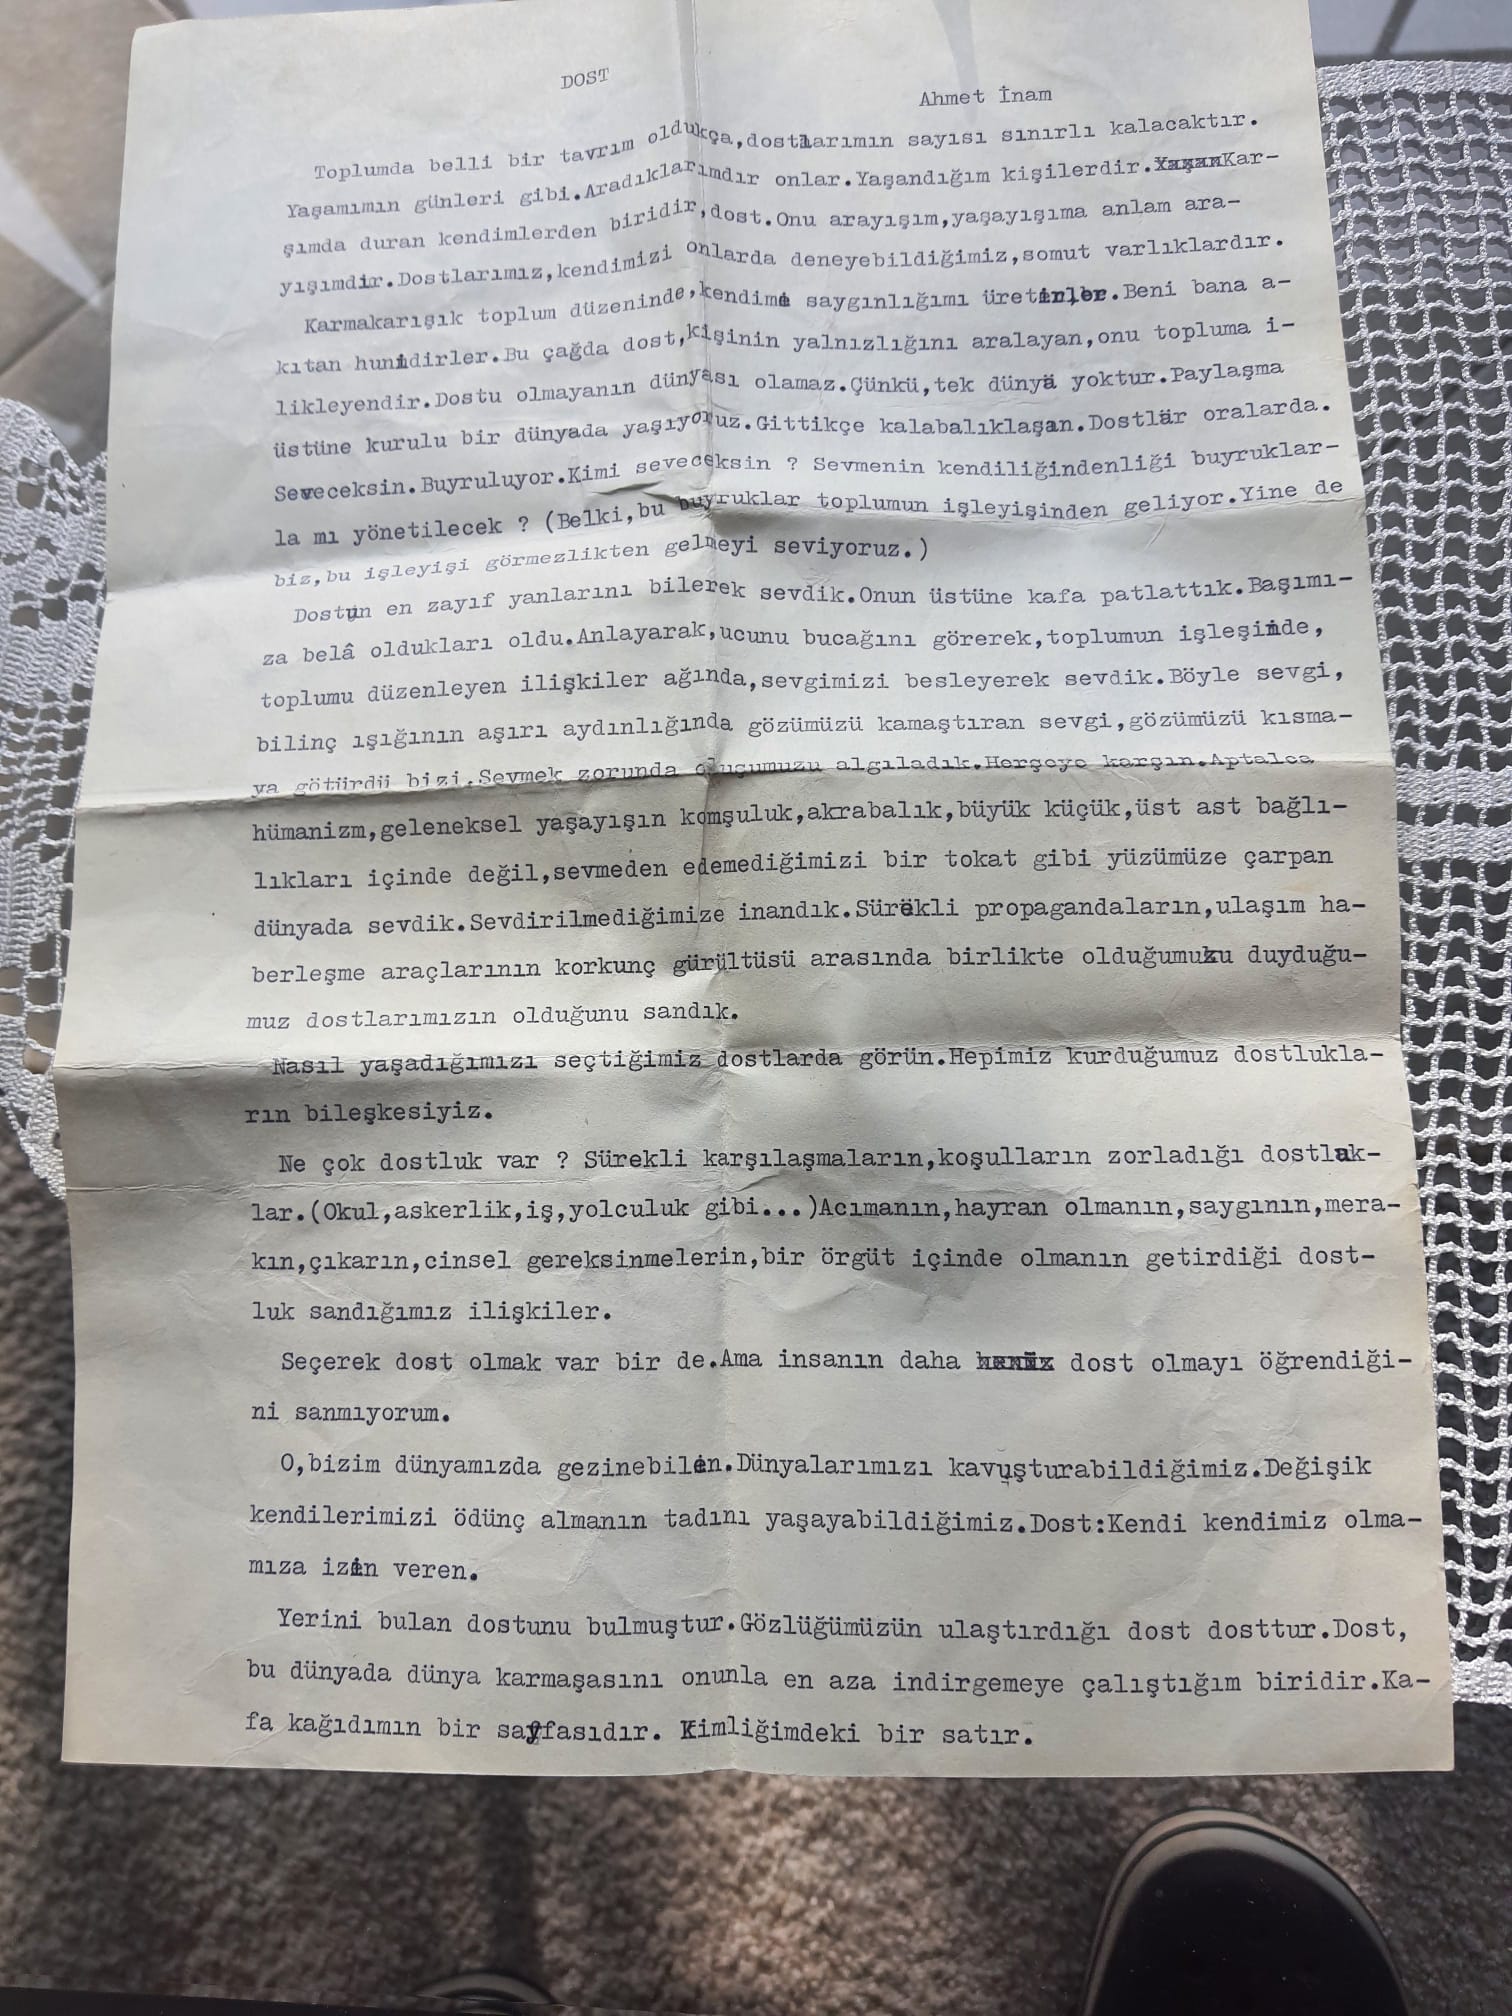 DOST
Ahmet İnam
Toplumda belli bir tavrım oldukça,dostlarımın sayısı sınırlı kalacaktır.
Yaşamımın günleri gibi.Aradıklarımdır onlar.Yaşandığım kişilerdir.Kar-
şımda duran kendimlerden biridir,dost.Onu arayışım,yaşayışıma anlam ara-
yışımdir.Dostlarımız,kendimizi onlarda deneyebildiğimiz,somut varlıklardır.
Karmakarışık toplum düzeninde,kendime saygınlığımı üretirler.Beni bana a-
kıtan hunidirler.Bu çağda dost,kişinin yalnızlığını aralayan,onu topluma i-
likleyendir.Dostu olmayanın dünyası olamaz.Çünkü,tek dünya yoktur.Paylaşma
üstüne kurulu bir dünyada yaşıyoruz.Gittikçe kalabalıklaşan.Dostlar oralarda.
Seveceksin.Buyruluyor.Kimi seveceksin ? Sevmenin kendiliğindenliği buyruklar-
la mı yönetilecek ? (Belki,bu buyruklar toplumun işleyişinden geliyor.Yine de
biz,bu işleyişi görmezlikten gelmeyi seviyoruz.)
Dostun en zayıf yanlarını bilerek sevdik.Onun üstüne kafa patlattık.Başımı-
za belâ oldukları oldu.Anlayarak,ucunu bucağını görerek,toplumun işleşinde,
toplumu düzenleyen ilişkiler ağında,sevgimizi besleyerek sevdik.Böyle sevgi,
bilinç ışığının aşırı aydınlığında gözümüzü kamaştıran sevgi,gözümüzü kısma-
ya götürdü bizi.Sevmek zorunda oluşumuzu algıladık.Herşeye karşın.Aptalca
hümanizm,geleneksel yaşayışın komşuluk,akrabalık,büyük küçük,üst ast bağlı-
lıkları içinde değil,sevmeden edemediğimizi bir tokat gibi yüzümüze çarpan
dünyada sevdik.Sevdirilmediğimize inandık.Sürekli propagandaların,ulaşım ha-
berleşme araçlarının korkunç gürültüsü arasında birlikte olduğumuzu duyduğu-
muz dostlarımızın olduğunu sandık.
Nasıl yaşadığımızı seçtiğimiz dostlarda görün.Hepimiz kurduğumuz dostlukla-
rın bileşkesiyiz.
Ne çok dostluk var ? Sürekli karşılaşmaların,koşulların zorladığı dostluk-
lar.(Okul,askerlik,iş,yolculuk gibi...)Acımanın,hayran olmanın,saygının,mera-
kın,çıkarın,cinsel gereksinmelerin,bir örgüt içinde olmanın getirdiği dost-
luk sandığımız ilişkiler.
Seçerek dost olmak var bir de.Ama insanın daha dost olmayı öğrendiği-
ni sanmıyorum.
O,bizim dünyamızda gezinebilen.Dünyalarımızı kavuşturabildiğimiz.Değişik
kendilerimizi ödünç almanın tadını yaşayabildiğimiz.Dost:Kendi kendimiz olma-
mıza izin veren.
Yerini bulan dostunu bulmuştur.Gözlüğümüzün ulaştırdığı dost dosttur.Dost,
bu dünyada dünya karmaşasını onunla en aza indirgemeye çalıştığım biridir.Ka-
fa kağıdımın bir sayfasıdır. Kimliğimdeki bir satır.